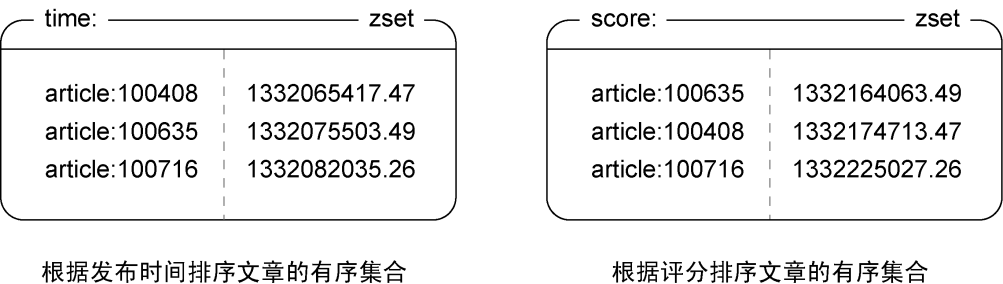 time: zset
article:100408 1332065417.47
article:100635 1332075503.49
article:100716 1332082035.26
根据发布时间排序文章的有序集合
score: zset
article:100635 1332164063.49
article:100408 1332174713.47
article:100716 1332225027.26
根据评分排序文章的有序集合